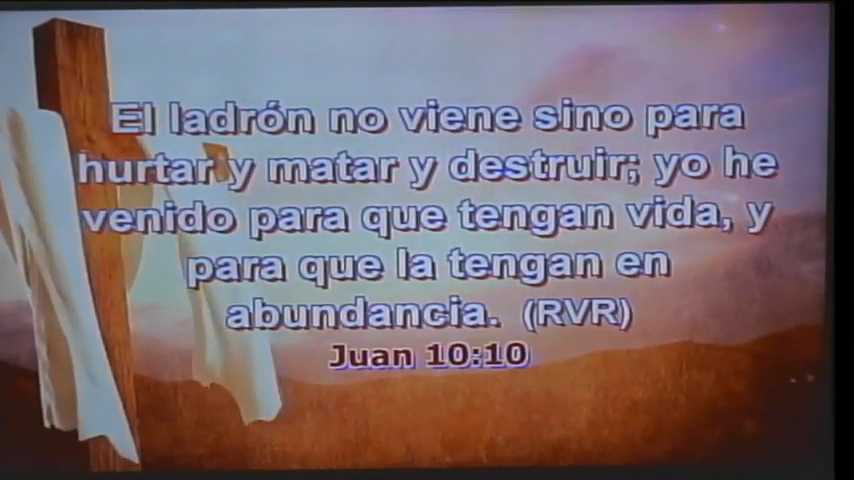 El ladrón no viene sino para
hurtar y matar y destruir; yo he
venido para que tengan vida, y
para que la tengan en
abundancia. (RVR)
Juan 10:10